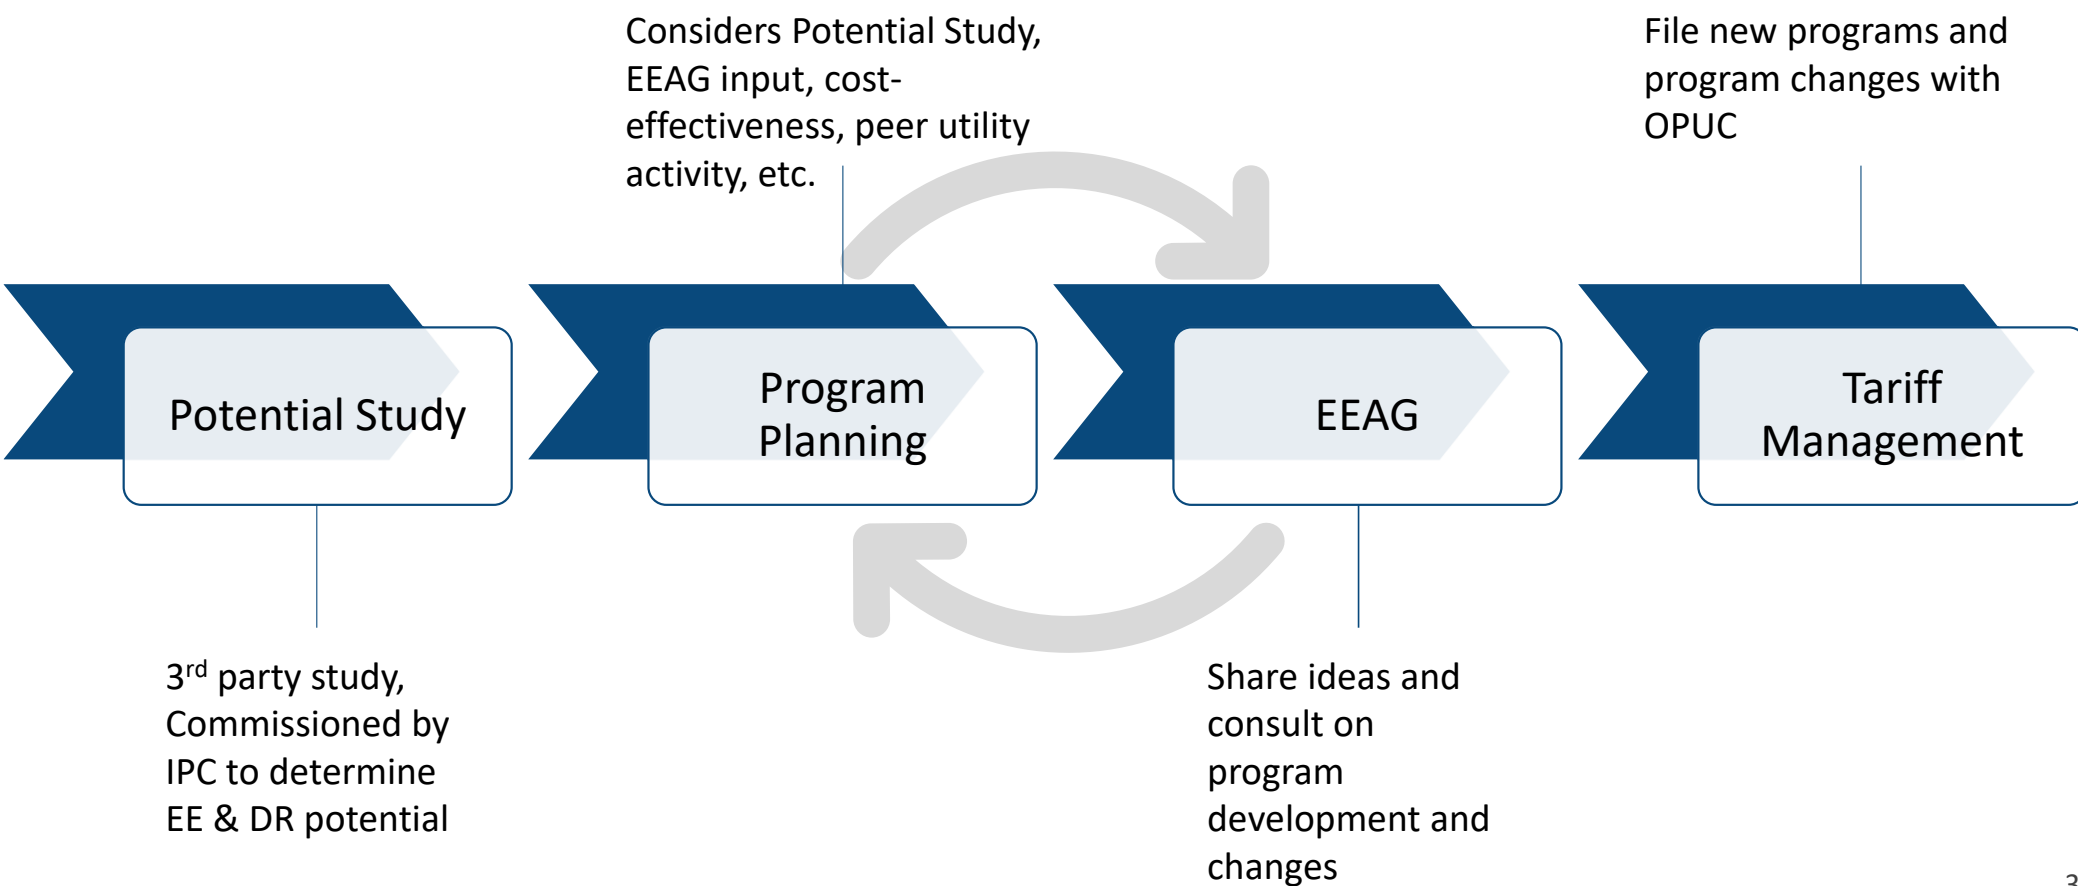 Considers Potential Study,
EEAG input, cost-
effectiveness, peer utility
activity, etc.
File new programs and
program changes with
OPUC
Potential Study
Program
Planning
EEAG
Tariff
Management
3rd party study,
Commissioned by
IPC to determine
EE & DR potential
Share ideas and
consult on
program
development and
changes
3